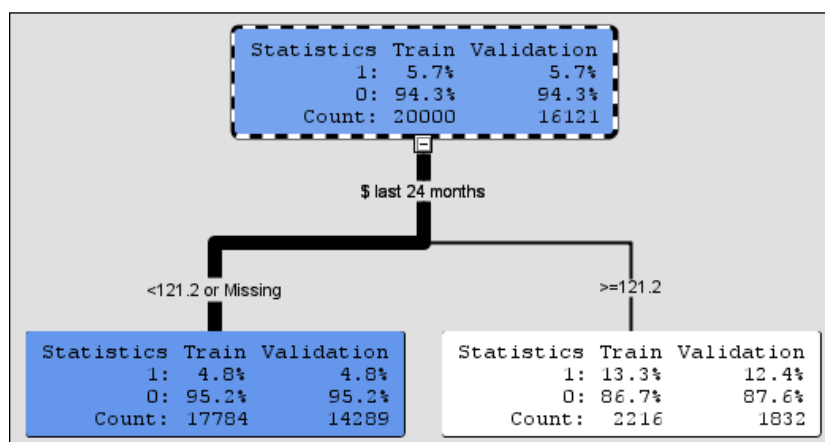 Statistics Train Validation
1: 5.7% 5.7%
0: 94.3% 94.3%
Count: 20000 16121
$ last 24 months
<121.2 or Missing
>=121.2
Statistics Train Validation
1: 4.8% 4.8%
0: 95.2% 95.2%
Count: 17784 14289
Statistics Train Validation
1: 13.3% 12.4%
0: 86.7% 87.6%
Count: 2216 1832